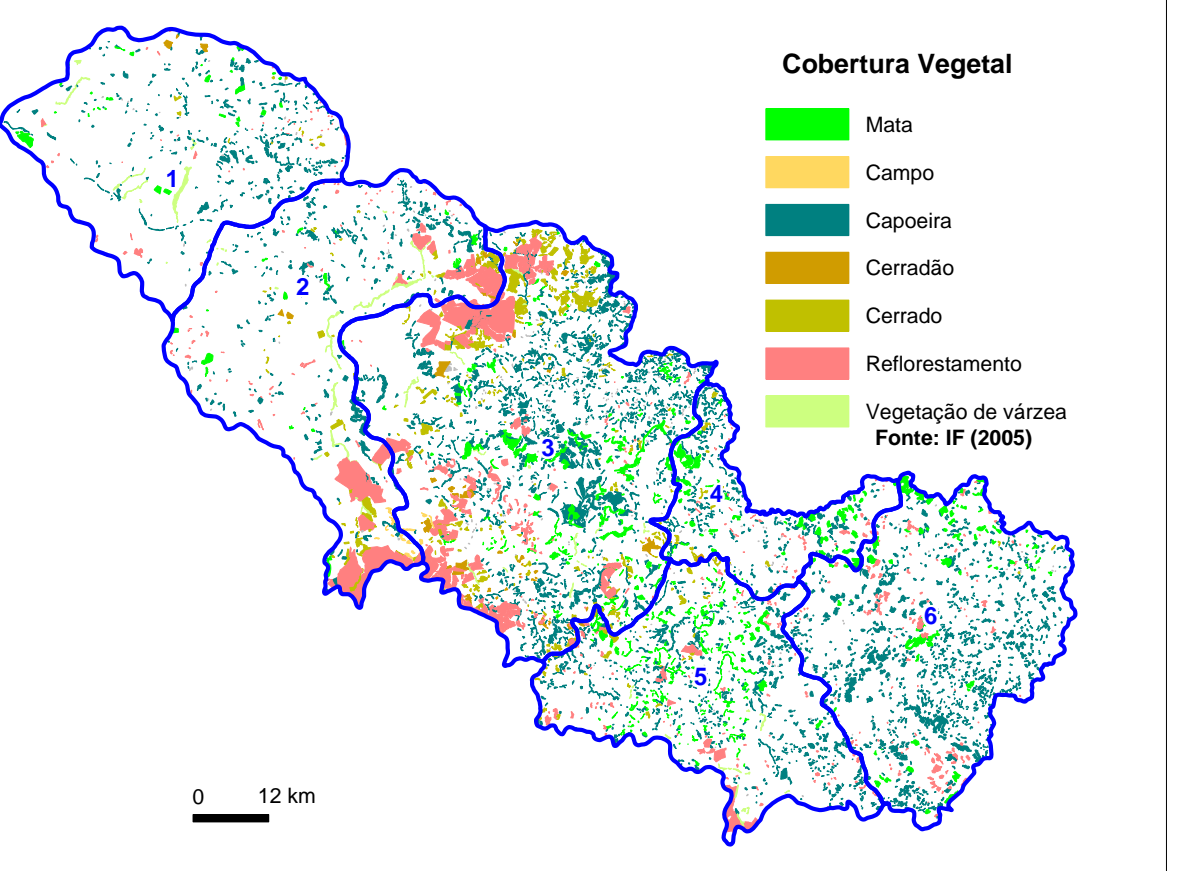 Cobertura Vegetal
Mata
Campo
Capoeira
Cerradão
Cerrado
Reflorestamento
Vegetação de várzea
Fonte: IF (2005)
1
2
3
4
5
6
0 12 km